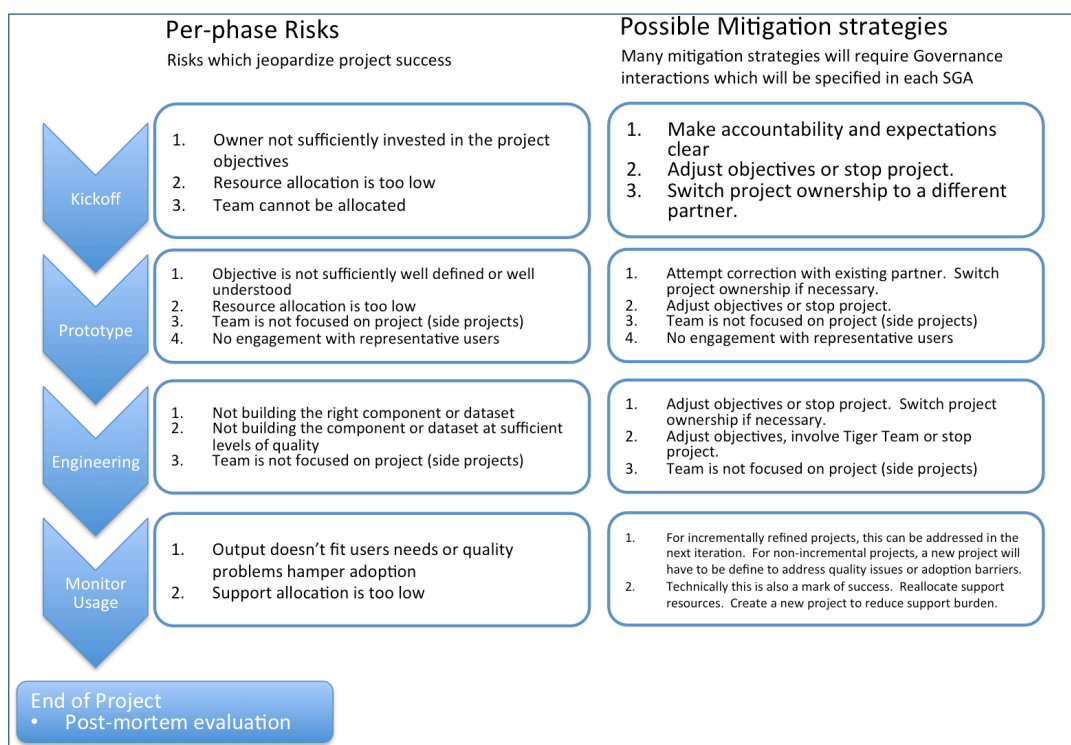 Per-phase Risks
Risks which jeopardize project success
Possible Mitigation strategies
Many mitigation strategies will require Governance
interactions which will be specified in each SGA
Kickoff
1. Owner not sufficiently invested in the project
objectives
2. Resource allocation is too low
3. Team cannot be allocated
1. Make accountability and expectations
clear
2. Adjust objectives or stop project.
3. Switch project ownership to a different
partner.
Prototype
1. Objective is not sufficiently well defined or well
understood
2. Resource allocation is too low
3. Team is not focused on project (side projects)
4. No engagement with representative users
1. Attempt correction with existing partner. Switch
project ownership if necessary.
2. Adjust objectives or stop project.
3. Team is not focused on project (side projects)
4. No engagement with representative users
Engineering
1. Not building the right component or dataset
2. Not building the component or dataset at sufficient
levels of quality
3. Team is not focused on project (side projects)
1. Adjust objectives or stop project. Switch project
ownership if necessary.
2. Adjust objectives, involve Tiger Team or stop
project.
3. Team is not focused on project (side projects)
Monitor
Usage
1. Output doesn't fit users needs or quality
problems hamper adoption
2. Support allocation is too low
1. For incrementally refined projects, this can be addressed in the
next iteration. For non-incremental projects, a new project will
have to be define to address quality issues or adoption barriers.
2. Technically this is also a mark of success. Reallocate support
resources. Create a new project to reduce support burden.
End of Project
• Post-mortem evaluation